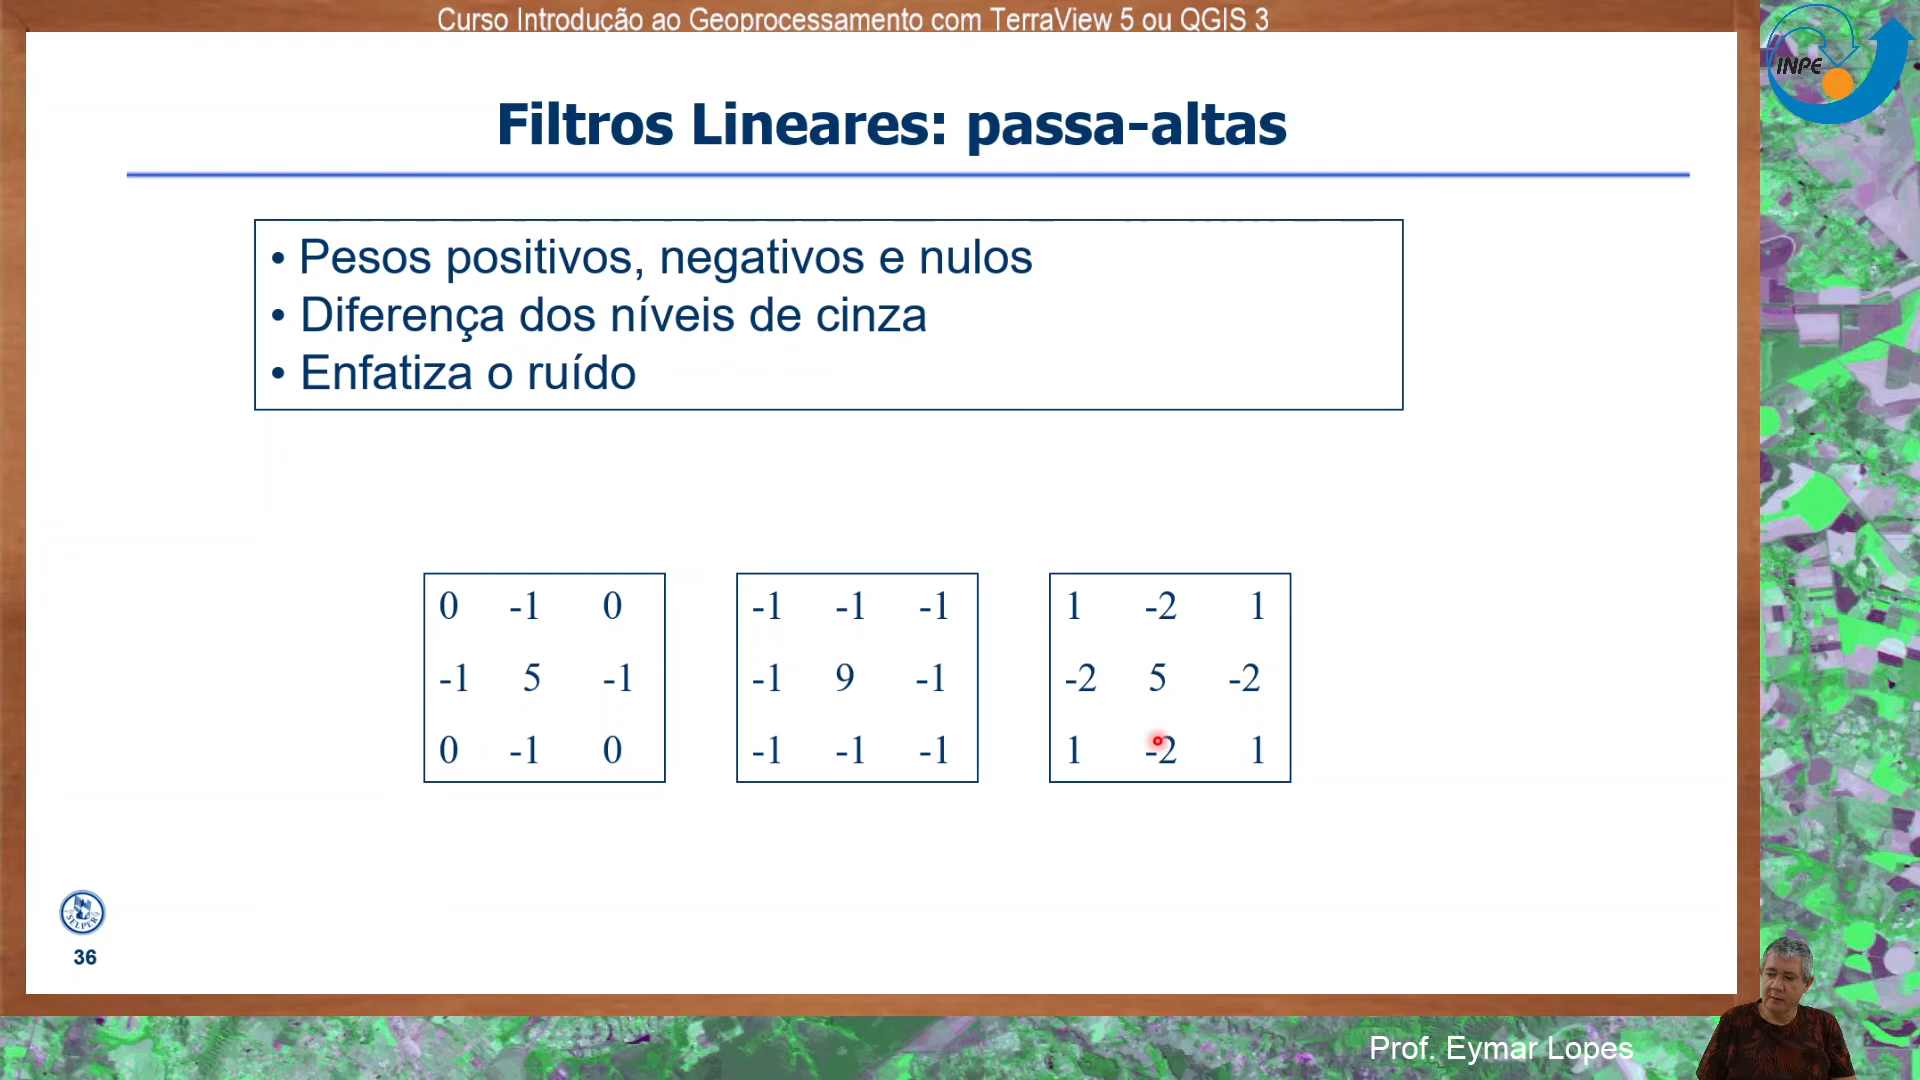 Curso Introdução ao Geoprocessamento com TerraView 5 ou QGIS 3
INPE
Filtros Lineares: passa-altas
• Pesos positivos, negativos e nulos
• Diferença dos níveis de cinza
• Enfatiza o ruído
0 -1 0
-1 5 -1
0 -1 0
-1 -1 -1
-1 9 -1
-1 -1 -1
1 -2 1
-2 5 -2
1 -2 1
SELPER
36
Prof. Eymar Lopes